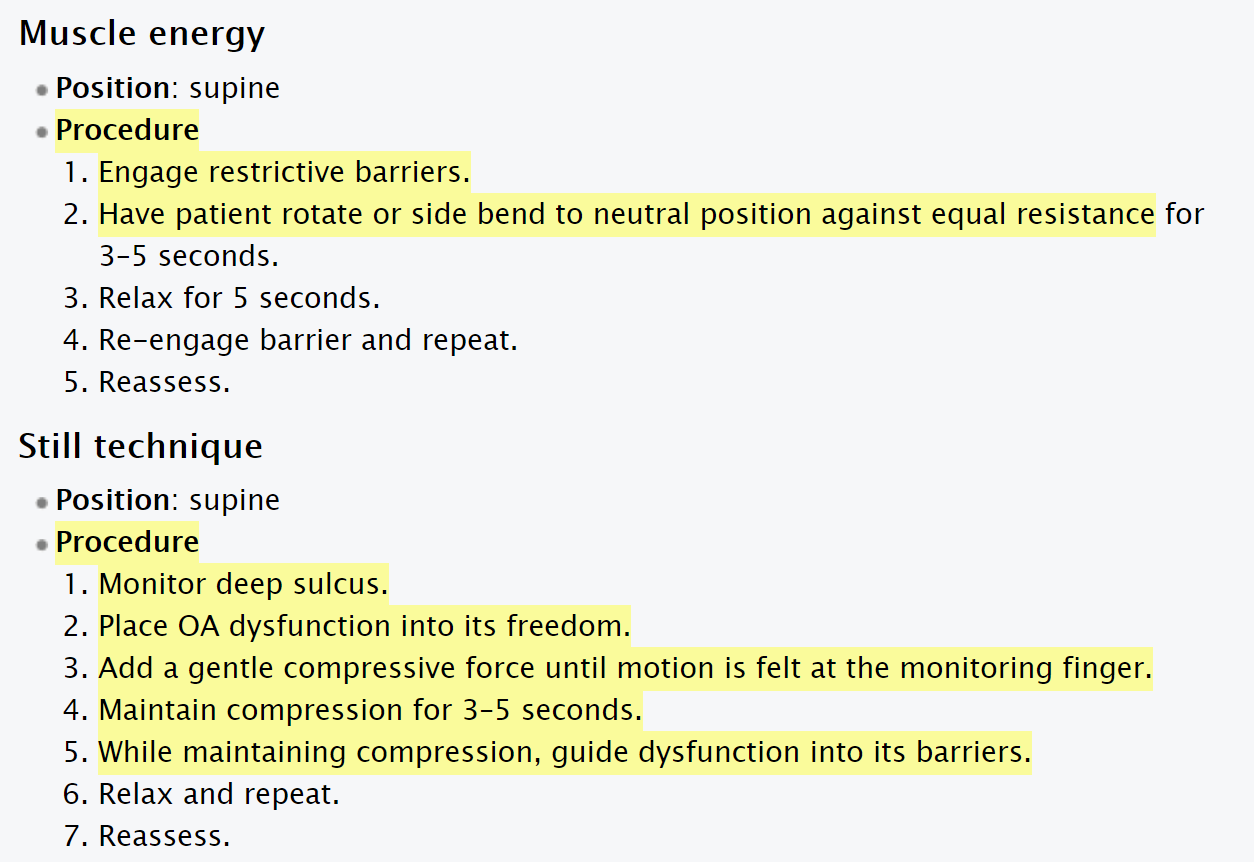 Muscle energy
Position: supine
Procedure
1. Engage restrictive barriers.
2. Have patient rotate or side bend to neutral position against equal resistance for
3–5 seconds.
3. Relax for 5 seconds.
4. Re-engage barrier and repeat.
5. Reassess.
Still technique
Position: supine
Procedure
1. Monitor deep sulcus.
2. Place OA dysfunction into its freedom.
3. Add a gentle compressive force until motion is felt at the monitoring finger.
4. Maintain compression for 3–5 seconds.
5. While maintaining compression, guide dysfunction into its barriers.
6. Relax and repeat.
7. Reassess.